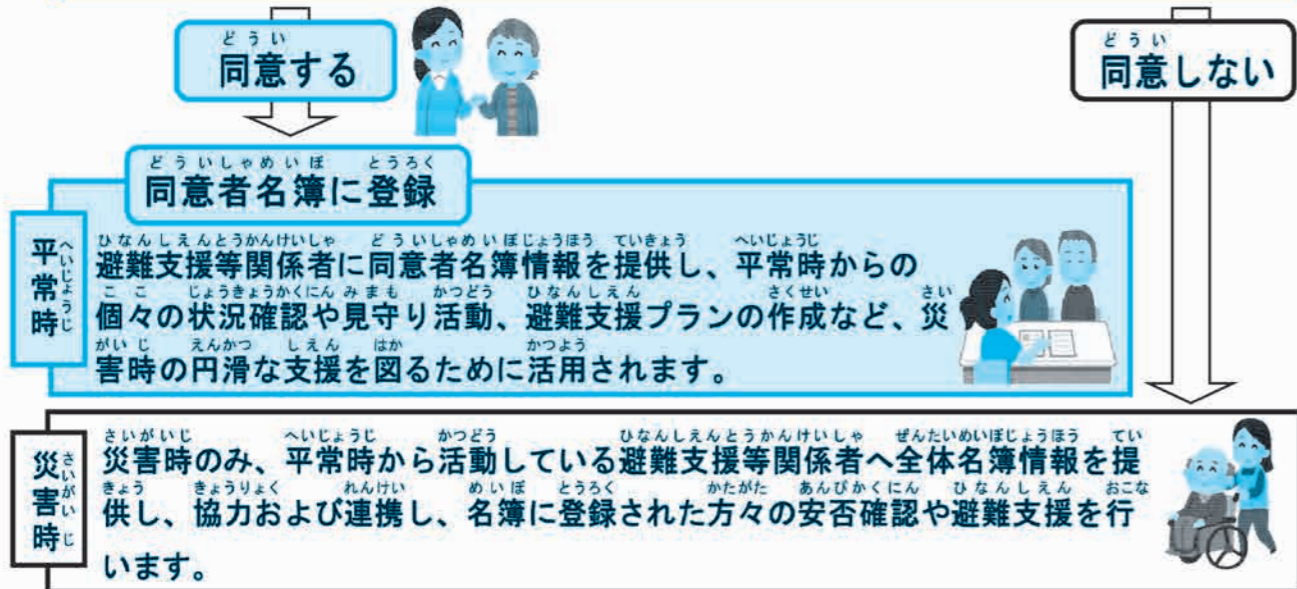 同意する
同意しない
同意者名簿に登録
平常時
避難支援等関係者に同意者名簿情報を提供し、平常時からの
個々の状況確認や見守り活動、避難支援プランの作成など、災
害時の円滑な支援を図るために活用されます。
災害時
災害時のみ、平常時から活動している避難支援等関係者へ全体名簿情報を提
供し、協力および連携し、名簿に登録された方々の安否確認や避難支援を行
います。